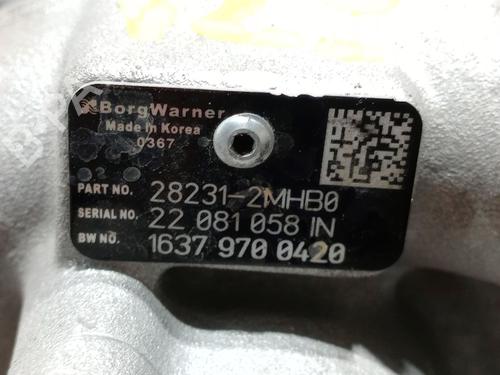 BorgWarner
Made in Korea
0367
PART NO. 28231-2MHB0
SERIAL NO. 22 081 058 IN
BW NO. 1637 970 0420